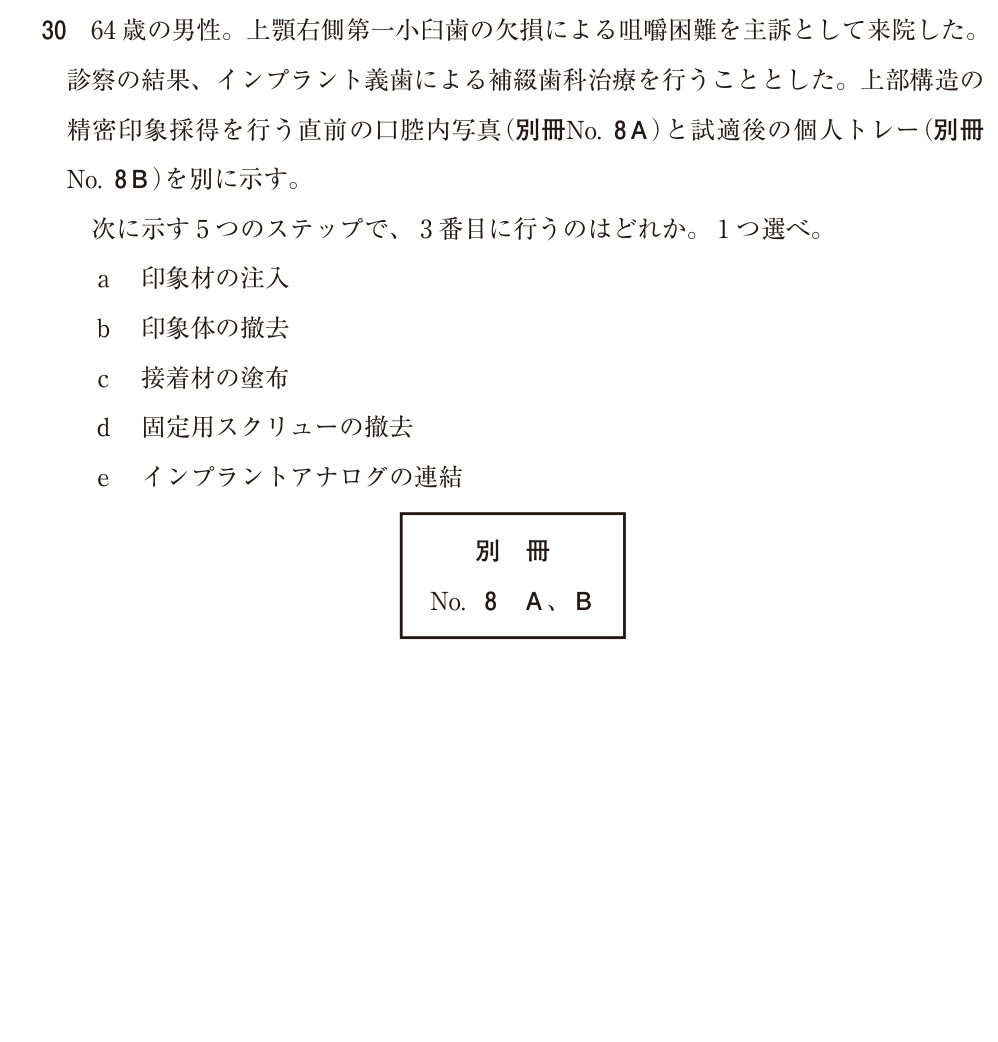 30 64歳の男性。上顎右側第一小臼歯の欠損による咀嚼困難を主訴として来院した。
診察の結果、インプラント義歯による補綴歯科治療を行うこととした。上部構造の
精密印象採得を行う直前の口腔内写真(別冊No. 8A)と試適後の個人トレー(別冊
No. 8B)を別に示す。
次に示す5つのステップで、3番目に行うのはどれか。1つ選べ。
a 印象材の注入
b 印象体の撤去
c 接着材の塗布
d 固定用スクリューの撤去
e インプラントアナログの連結
別 冊
No. 8 A、B